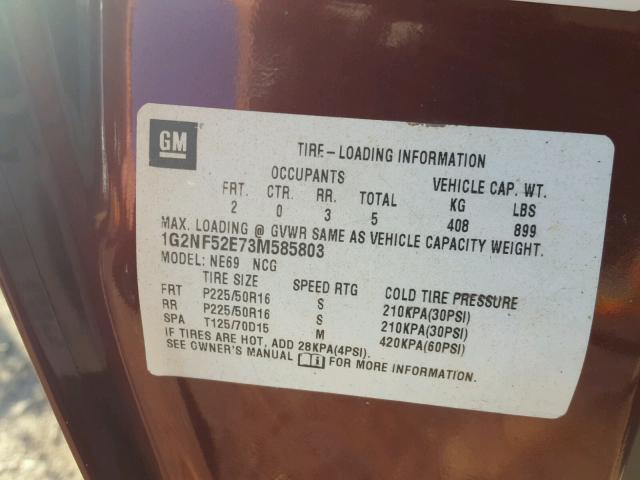 GM
TIRE-LOADING INFORMATION
OCCUPANTS VEHICLE CAP. WT.
FRT. CTR. RR. TOTAL KG LBS
2 0 3 5 408 899
MAX. LOADING @ GVWR SAME AS VEHICLE CAPACITY WEIGHT.
1G2NF52E73M585803
MODEL: NE69 NCG
TIRE SIZE SPEED RTG COLD TIRE PRESSURE
FRT P225/50R16 S 210KPA(30PSI)
RR P225/50R16 S 210KPA(30PSI)
SPA T125/70D15 M 420KPA(60PSI)
IF TIRES ARE HOT, ADD 28KPA(4PSI).
SEE OWNER'S MANUAL FOR MORE INFORMATION.